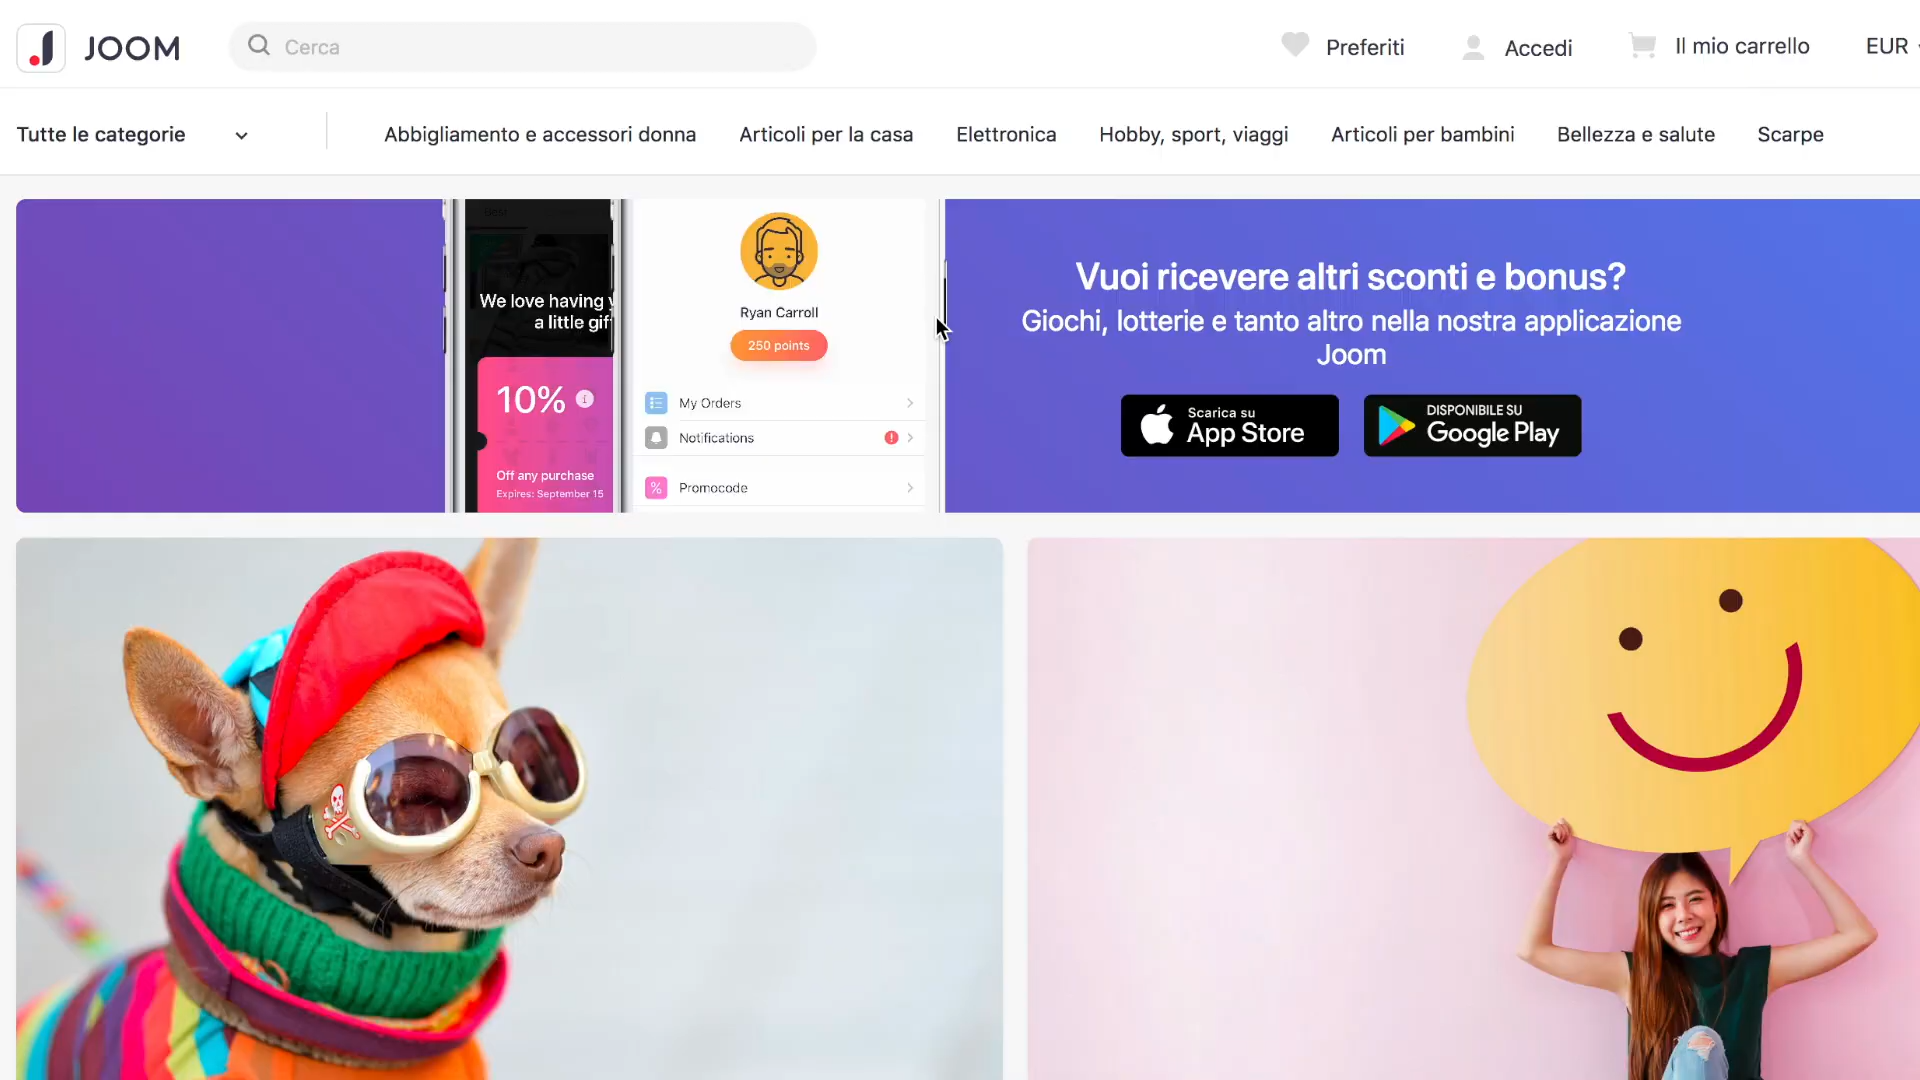 JOOM
Cerca
Preferiti
Accedi
Il mio carrello
EUR
Tutte le categorie
Abbigliamento e accessori donna
Articoli per la casa
Elettronica
Hobby, sport, viaggi
Articoli per bambini
Bellezza e salute
Scarpe
We love having
a little gif
10%
Off any purchase
Expires: September 15
Ryan Carroll
250 points
My Orders
Notifications
Promocode
Vuoi ricevere altri sconti e bonus?
Giochi, lotterie e tanto altro nella nostra applicazione
Joom
Scarica su
App Store
DISPONIBILE SU
Google Play